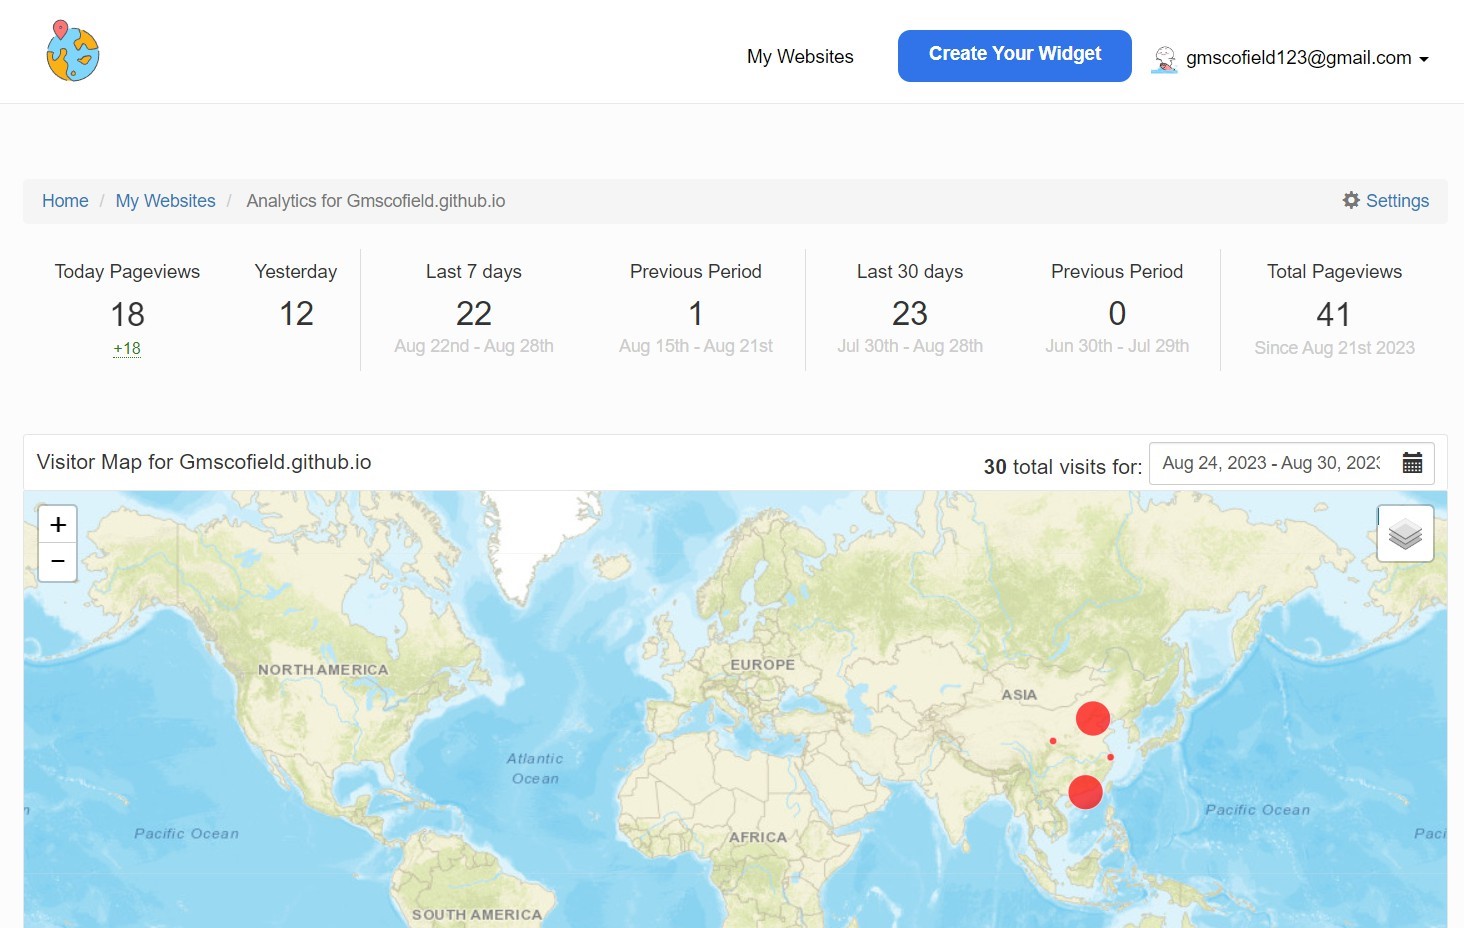 My Websites
Create Your Widget
gmscofield123@gmail.com
Home / My Websites / Analytics for Gmscofield.github.io
Settings
Today Pageviews
18
+18
Yesterday
12
Last 7 days
22
Aug 22nd - Aug 28th
Previous Period
1
Aug 15th - Aug 21st
Last 30 days
23
Jul 30th - Aug 28th
Previous Period
0
Jun 30th - Jul 29th
Total Pageviews
41
Since Aug 21st 2023
Visitor Map for Gmscofield.github.io
30 total visits for:
Aug 24, 2023 - Aug 30, 2023
+
−
NORTH AMERICA
EUROPE
ASIA
Atlantic
Ocean
Pacific Ocean
AFRICA
Pacific Ocean
Paci
SOUTH AMERICA